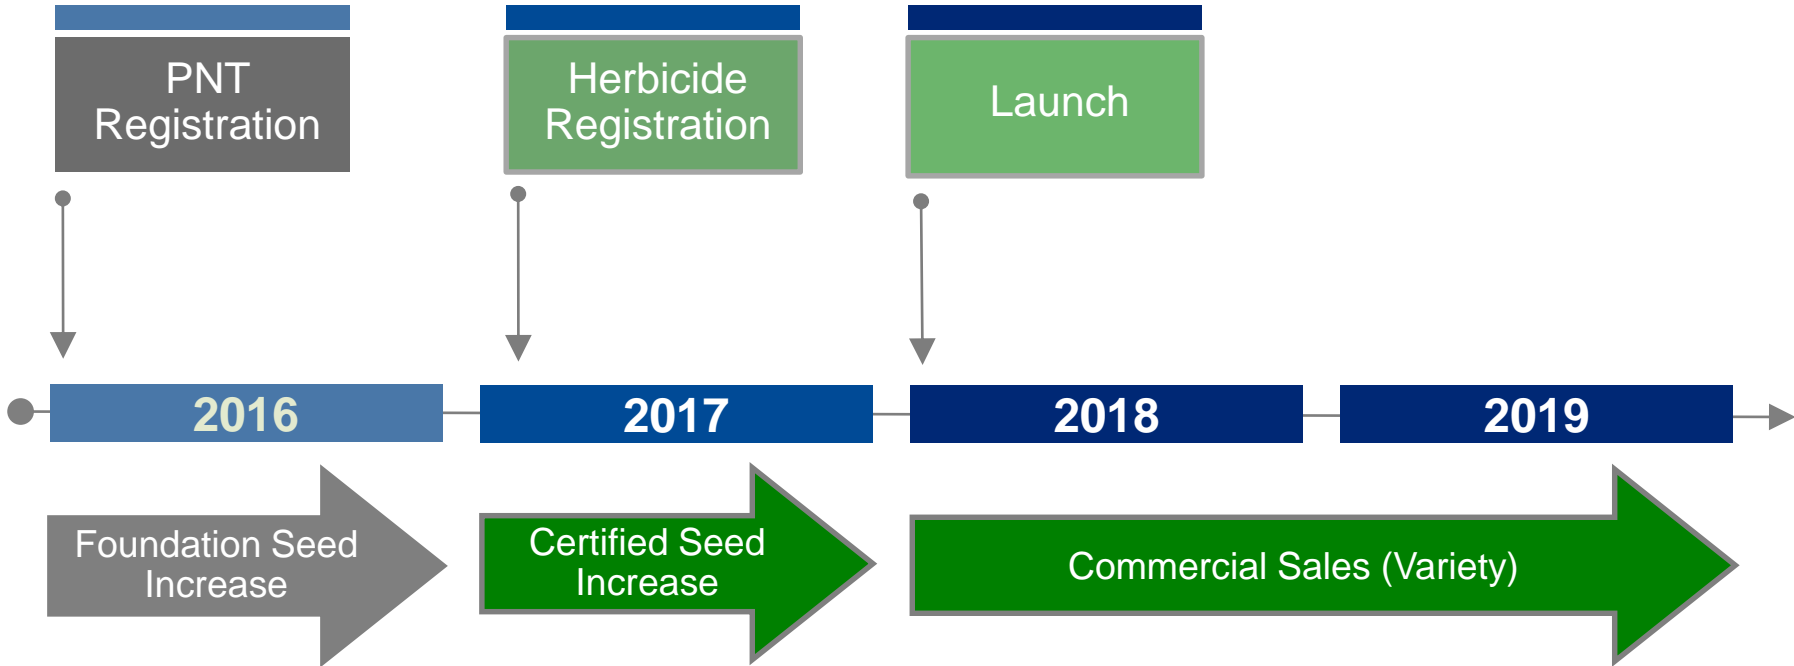 PNT
Registration
Herbicide
Registration
Launch
2016
2017
2018
2019
Foundation Seed
Increase
Certified Seed
Increase
Commercial Sales (Variety)